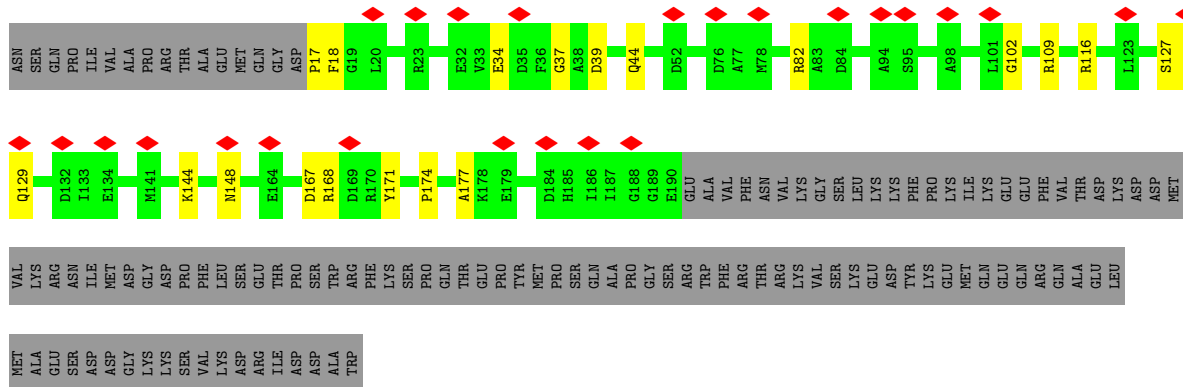 ASN SER GLN PRO ILE VAL ALA PRO ARG THR ALA GLU MET GLN GLY ASP P17 F18 G19 L20 R23 E32 V33 E34 D35 F36 G37 A38 D39 Q44 D52 D76 A77 M78 R82 A83 D84 A94 S95 A98 L101 G102 R109 R116 L123 S127
Q129 D132 I133 E134 M141 K144 N148 E164 D167 R168 D169 R170 Y171 P174 A177 K178 E179 D184 H185 I186 I187 G188 G189 E190 GLU ALA VAL PHE ASN VAL LYS GLY SER LEU LYS LYS PHE PRO LYS ILE LYS GLU GLU PHE VAL THR ASP LYS ASP ASP MET
VAL LYS ARG ASN ILE MET ASP GLY ASP PRO PHE LEU SER GLU THR PRO SER TRP ARG PHE LYS SER PRO GLN THR GLU PRO TYR MET PRO SER GLN ALA PRO GLY SER ARG TRP PHE ARG THR ARG LYS VAL SER LYS GLU ASP TYR LYS GLU MET GLN GLU GLN ARG GLN ALA GLU LEU
MET ALA GLU SER ASP ASP GLY LYS LYS SER VAL LYS ASP ARG ILE ASP ASP ALA TRP